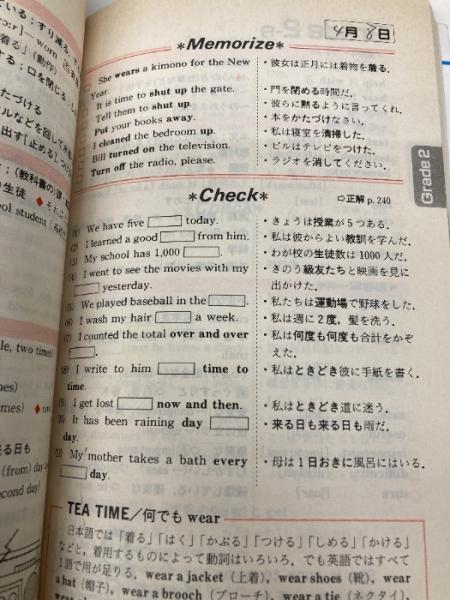 4月8日
*Memorize*
She wears a kimono for the New Year.
・彼女は正月には着物を着る.
It is time to shut up the gate.
・門を閉める時間だ.
Tell them to shut up.
・彼らに黙るように言ってくれ.
Put your books away.
・本をかたづけなさい.
I cleaned the bedroom up.
・私は寝室を清掃した.
Bill turned on the television.
・ビルはテレビをつけた.
Turn off the radio, please.
・ラジオを消してください.
Grade 2
*Check*
⇨正解 p.240
(1) We have five today.
・きょうは授業が5つある.
(2) I learned a good from him.
・私は彼からよい教訓を学んだ.
(3) My school has 1,000 .
・わが校の生徒数は1000人だ.
(4) I went to see the movies with my
yesterday.
・きのう級友たちと映画を見に
出かけた.
(5) We played baseball in the .
・私たちは運動場で野球をした.
(6) I wash my hair a week.
・私は週に2度,髪を洗う.
(7) I counted the total over and over
.
・私は何度も何度も合計をかぞ
えた.
(8) I write to him time to
time.
・私はときどき彼に手紙を書く.
(9) I get lost now and then.
・私はときどき道に迷う.
It has been raining day
day.
・来る日も来る日も雨だ.
My mother takes a bath every
day.
・母は1日おきに風呂にはいる.
TEA TIME/何でも wear
日本語では「着る」「はく」「かぶる」「つける」「しめる」「かける」
などと,着用するものによって動詞はいろいろ.でも英語ではすべて
1語で用が足りる. wear a jacket (上着), wear shoes (靴), wear
a hat (帽子), wear a brooch (ブローチ), wear a tie (ネクタイ),